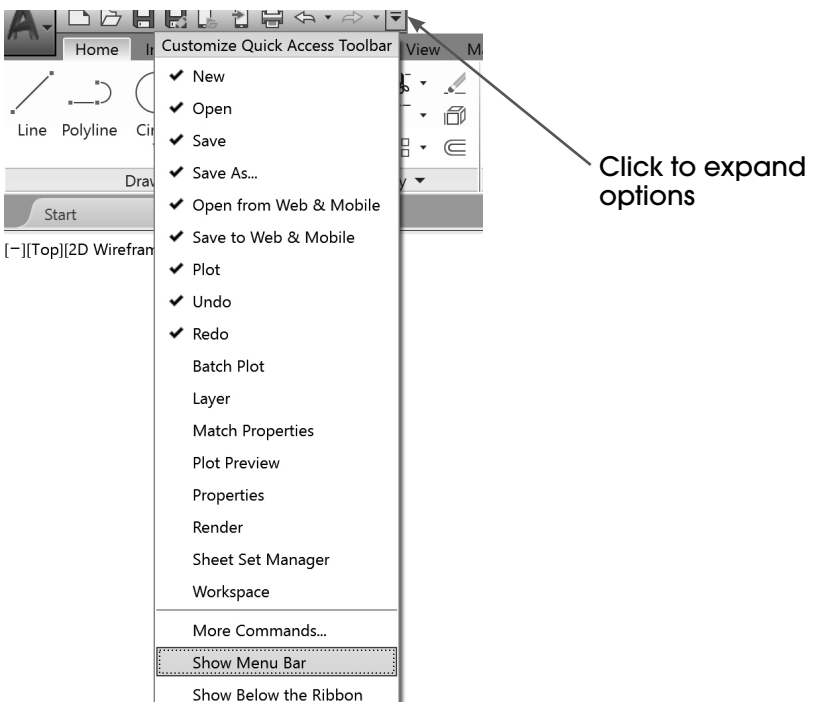 Home
Customize Quick Access Toolbar
View
New
Open
Line Polyline
Save
Save As...
Click to expand
options
Open from Web & Mobile
Start
Save to Web & Mobile
[−][Top][2D Wirefram
Plot
Undo
Redo
Batch Plot
Layer
Match Properties
Plot Preview
Properties
Render
Sheet Set Manager
Workspace
More Commands...
Show Menu Bar
Show Below the Ribbon